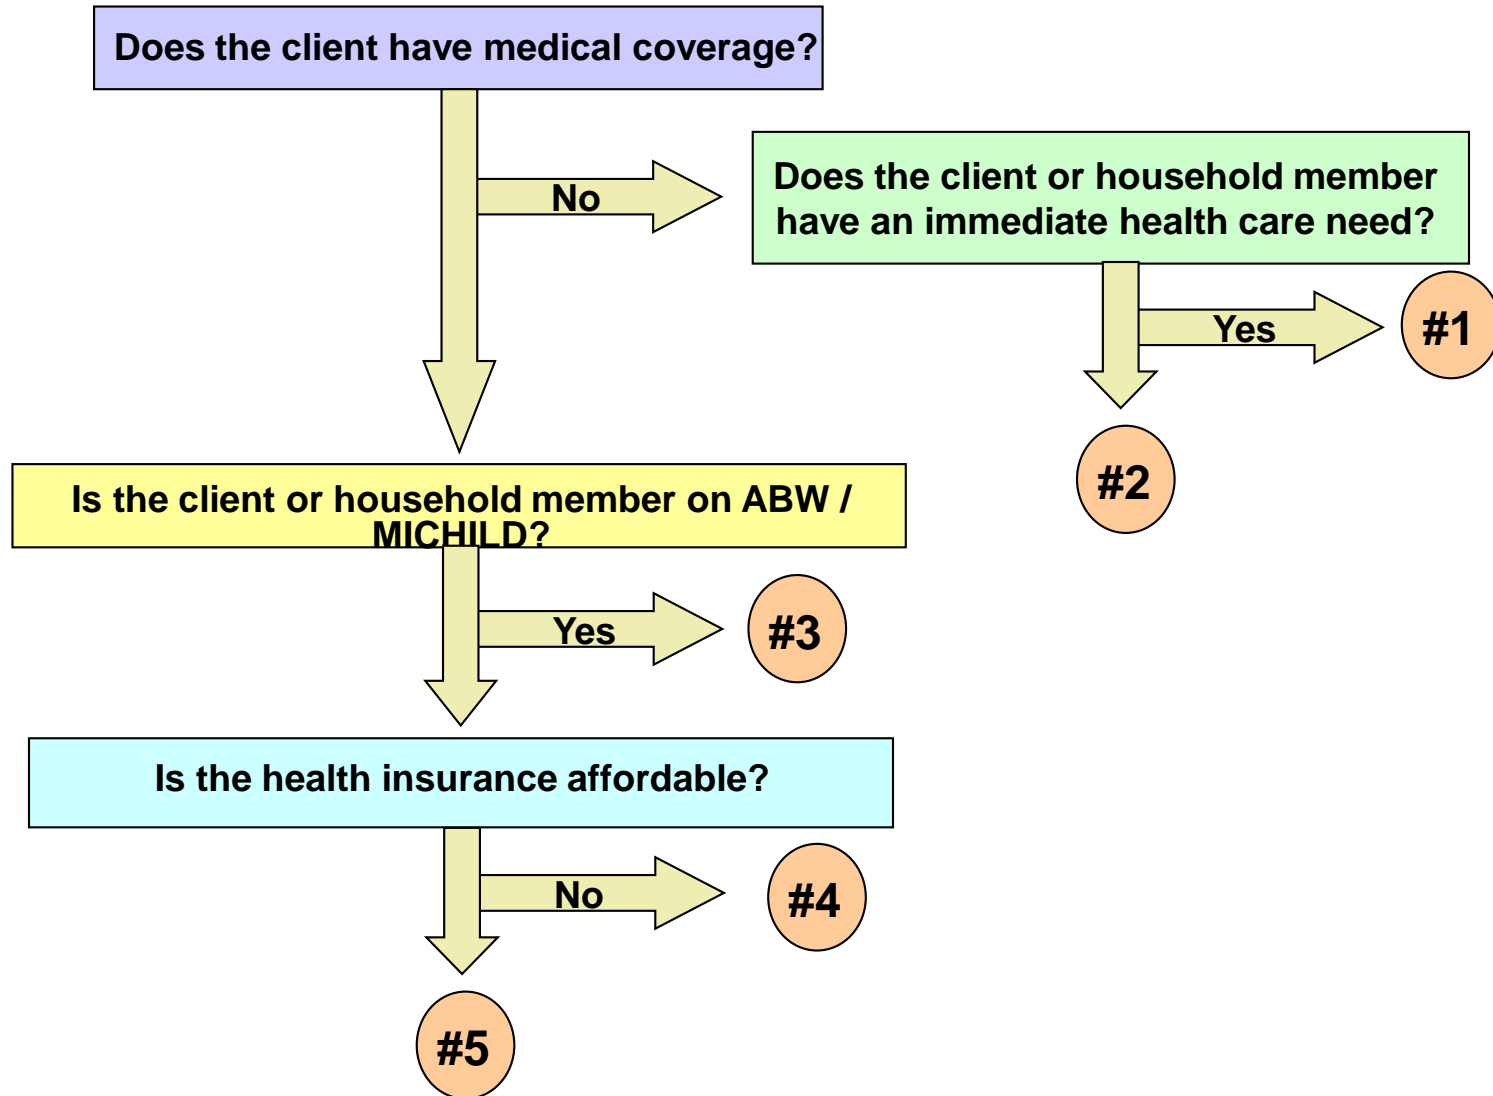 Does the client have medical coverage?
No
Does the client or household member
have an immediate health care need?
Yes
#1
#2
Is the client or household member on ABW /
MICHILD?
Yes
#3
Is the health insurance affordable?
No
#4
#5